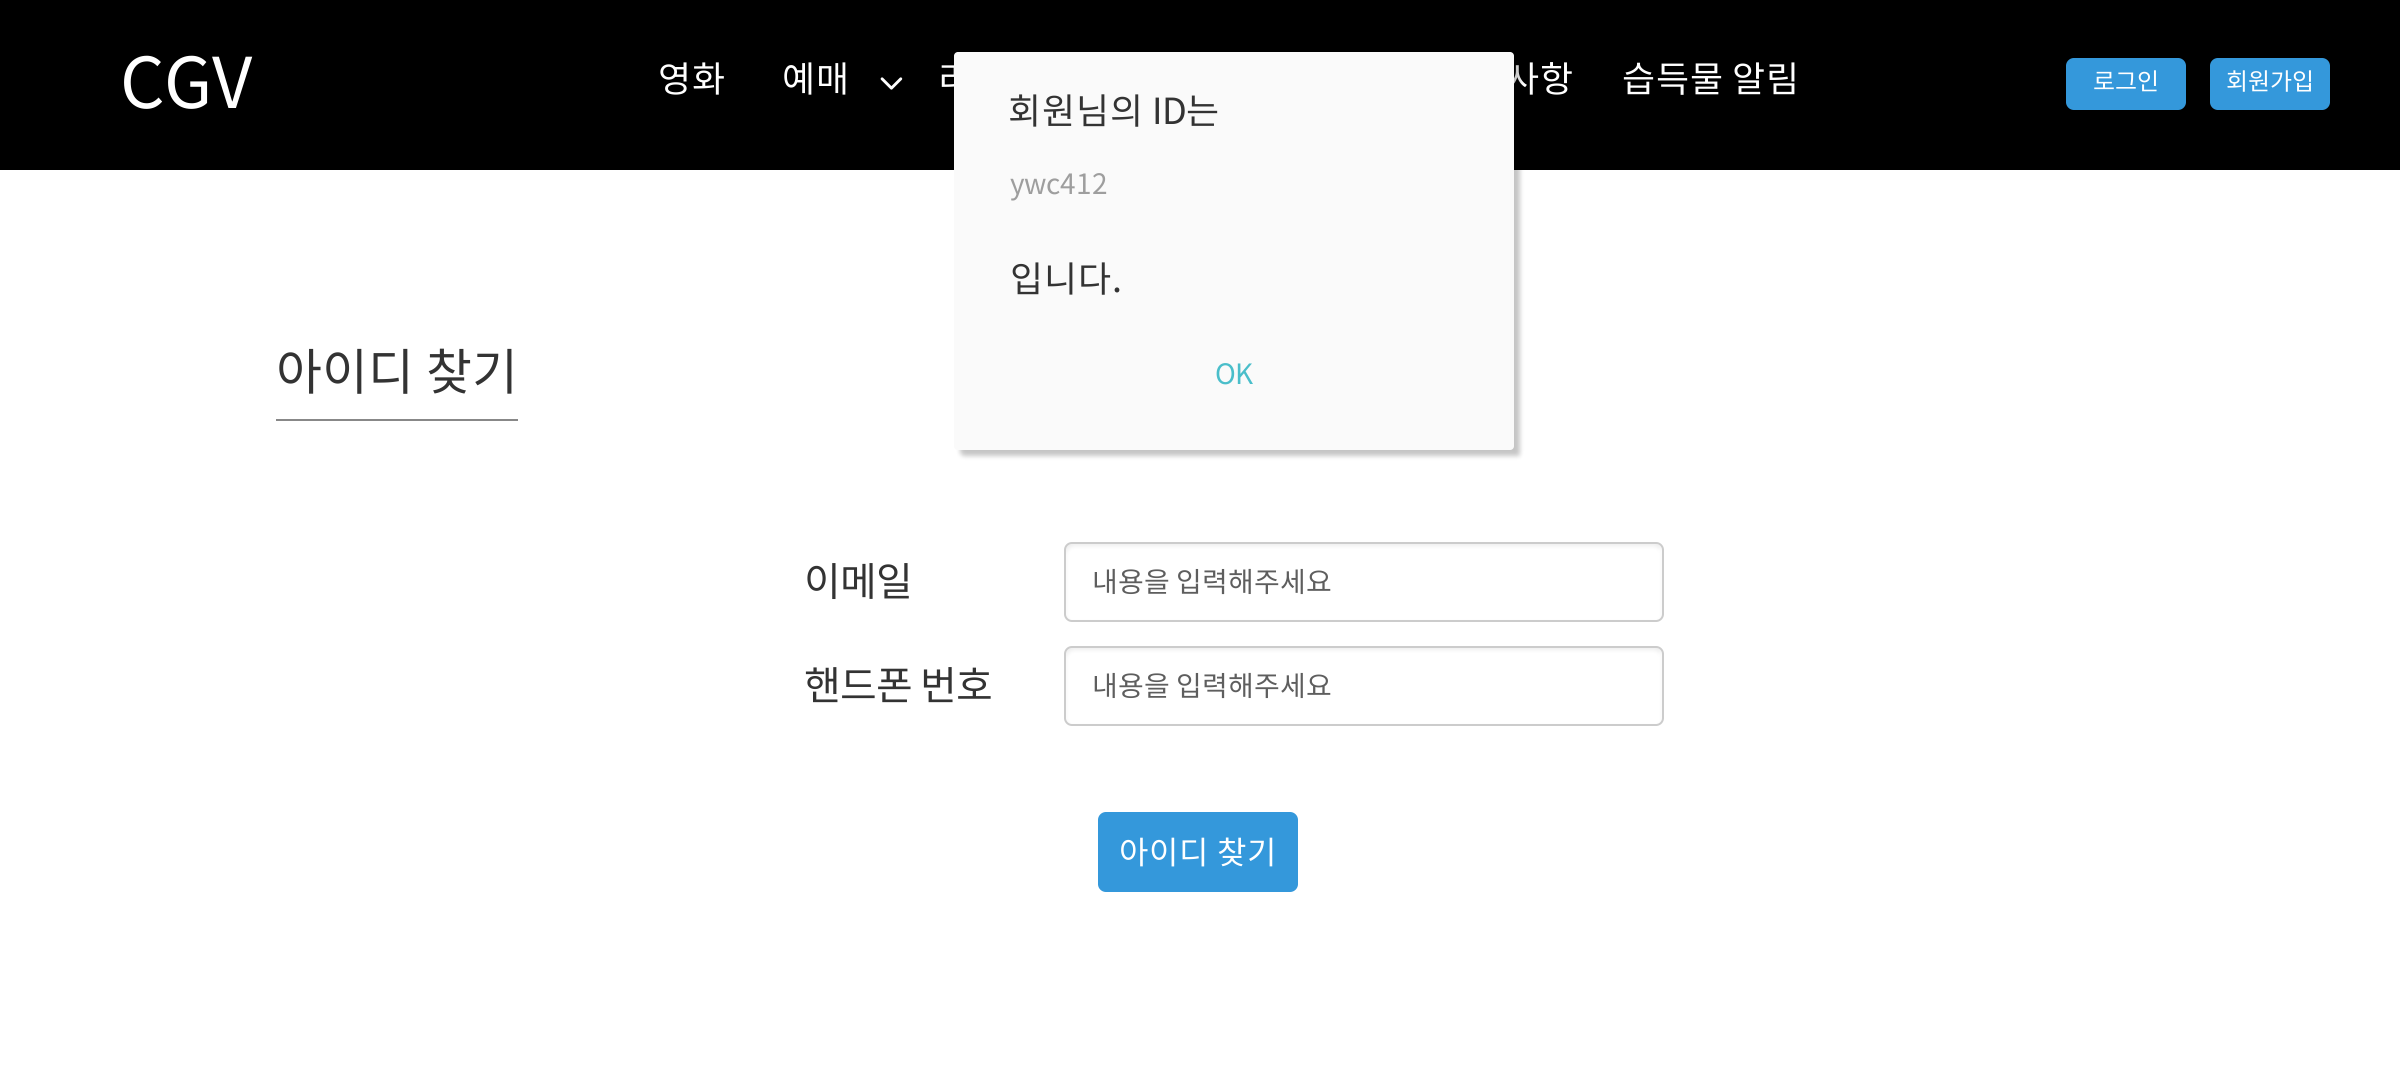 CGV
영화
예매
사항
습득물 알림
로그인
회원가입
회원님의 ID는
ywc412
입니다.
OK
아이디 찾기
이메일
내용을 입력해주세요
핸드폰 번호
내용을 입력해주세요
아이디 찾기